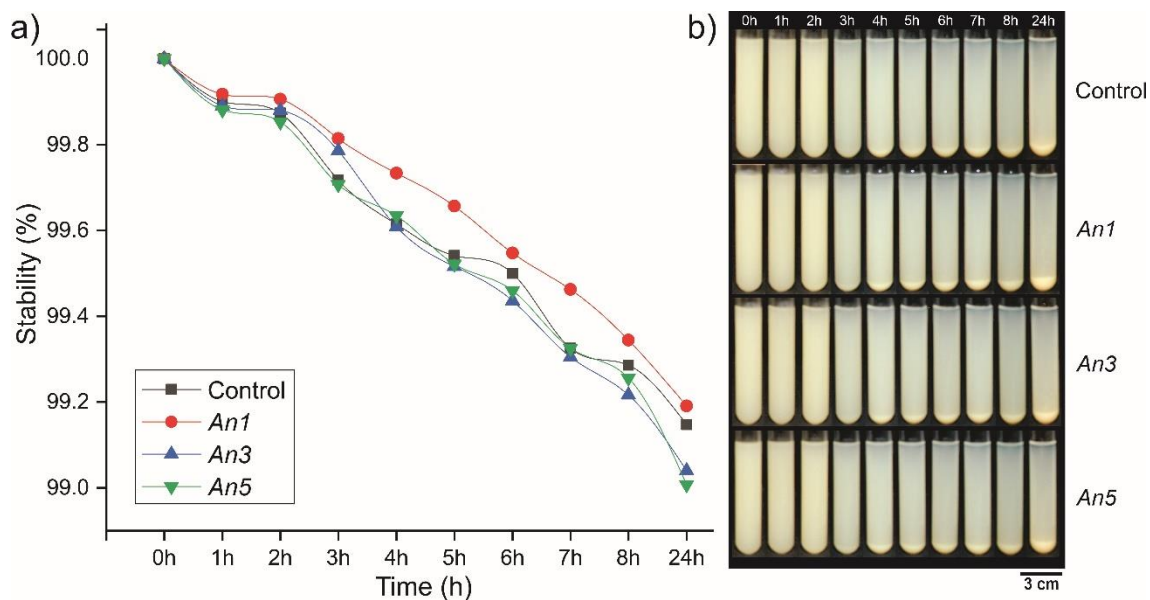 a)
100.0
99.8
99.6
99.4
99.2
99.0
Stability (%)
Control
An1
An3
An5
0h 1h 2h 3h 4h 5h 6h 7h 8h 24h
Time (h)
b)
0h 1h 2h 3h 4h 5h 6h 7h 8h 24h
Control
An1
An3
An5
3 cm